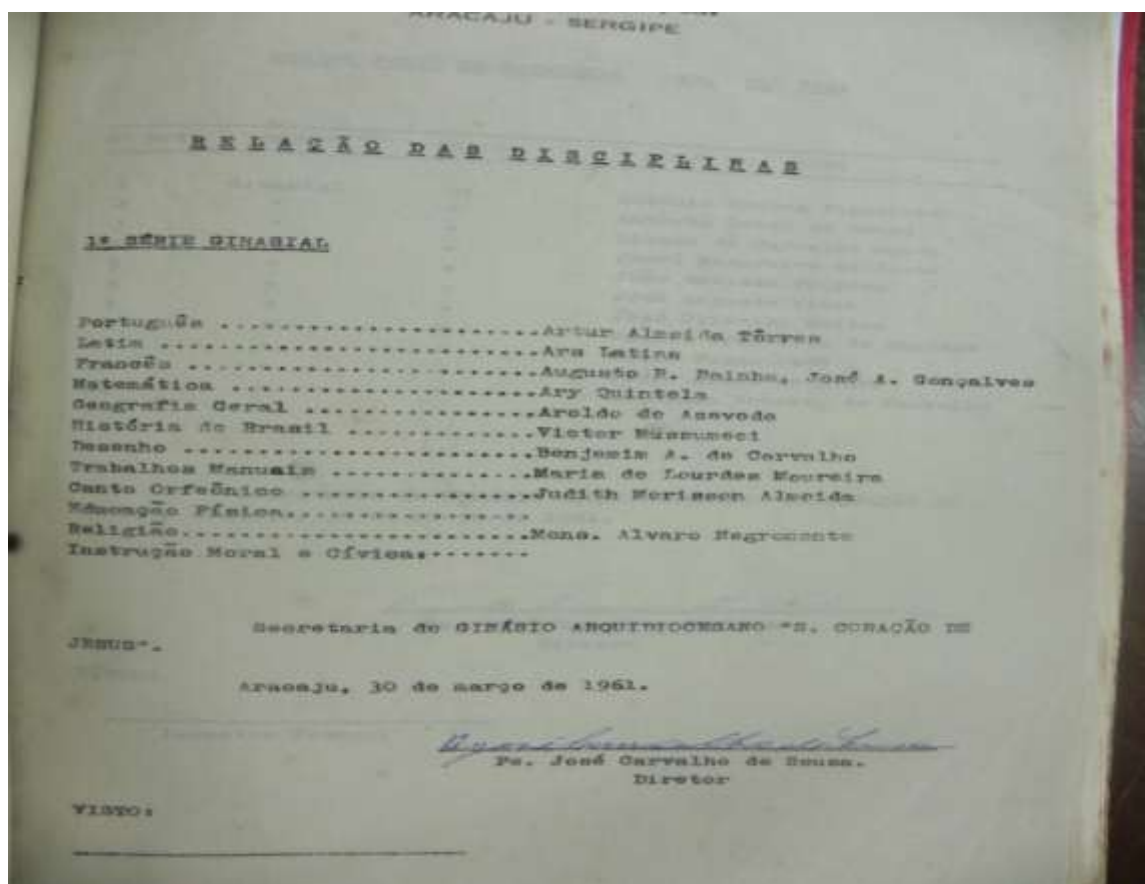 ARACAJU - SERGIPE
RELAÇÃO DAS DISCIPLINAS
1ª SÉRIE GINASIAL
Português .......................Artur Almeida Tôrres
Latim ...........................Ars Latina
Francês .........................Augusto R. Rainha, José A. Gonçalves
Matemática ......................Ary Quintela
Geografia Geral .................Aroldo de Azevedo
História do Brasil ..............Victor Mussumeci
Desenho .........................Benjamim A. de Carvalho
Trabalhos Manuais ...............Maria de Lourdes Moureira
Canto Orfeônico .................Judith Morisson Almeida
Educação Física..................
Religião.........................Mons. Alvaro Negromonte
Instrução Moral e Cívica:.......
Secretaria do GINÁSIO ARQUIDIOCESANO "S. CORAÇÃO DE
JESUS".
Aracaju, 30 de março de 1961.
Pe. José Carvalho de Sousa.
Diretor
VISTO: